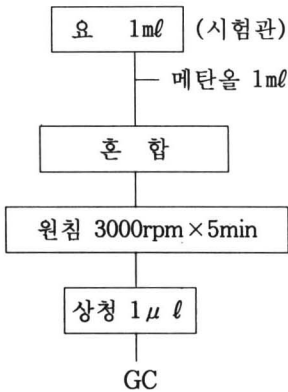 요 1㎖ (시험관)
메탄올 1㎖
혼 합
원침 3000rpm×5min
상청 1μ ℓ
GC